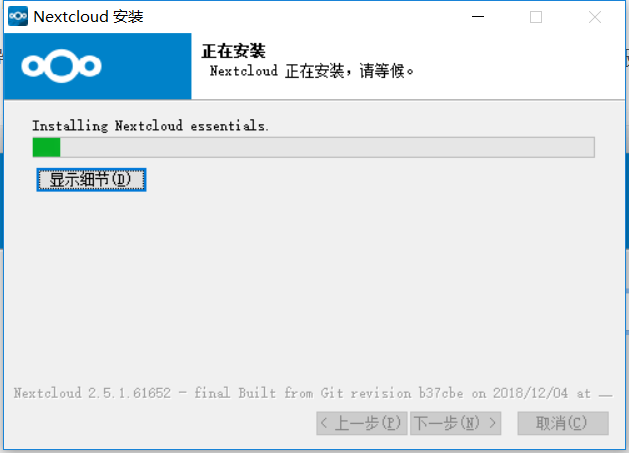 Nextcloud 安装
正在安装
Nextcloud 正在安装，请等候。
Installing Nextcloud essentials.
显示细节(D)
Nextcloud 2.5.1.61652 - final Built from Git revision b37cbe on 2018/12/04 at
< 上一步(P) 下一步(N) > 取消(C)